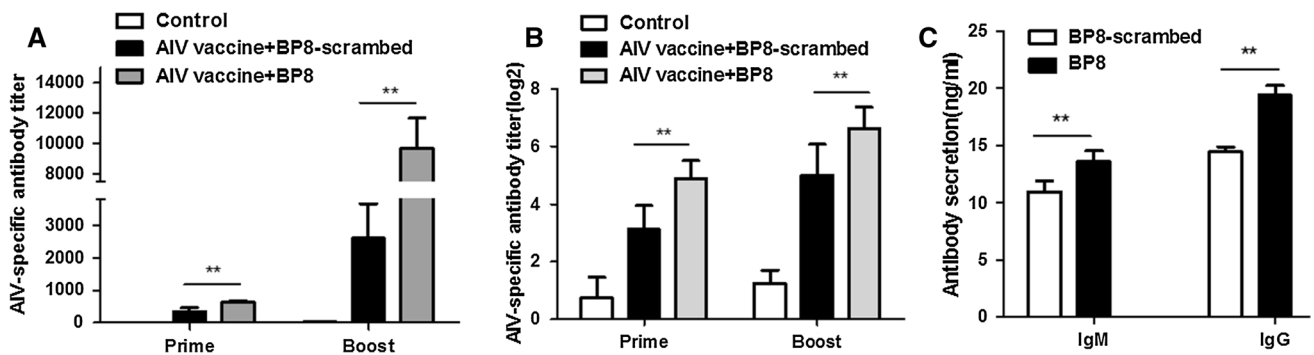 A
Control
AIV vaccine+BP8-scrambed
AIV vaccine+BP8
AIV-specific antibody titer
14000
12000
10000
8000
3000
2000
1000
0
**
**
Prime
Boost
B
Control
AIV vaccine+BP8-scrambed
AIV vaccine+BP8
AIV-specific antibody titer(log2)
8
6
4
2
0
**
**
Prime
Boost
C
BP8-scrambed
BP8
Antibody secretion(ng/ml)
25
20
15
10
5
0
**
**
IgM
IgG